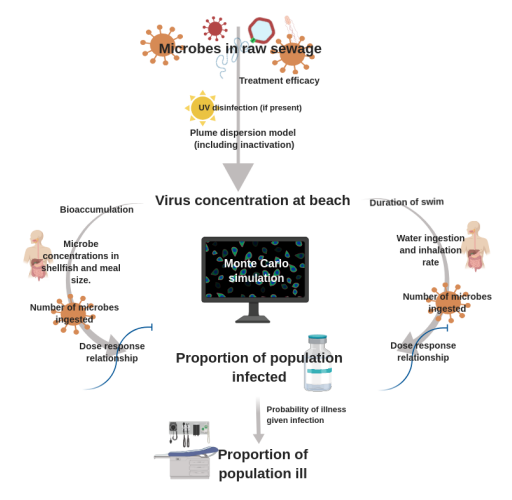 Microbes in raw sewage
Treatment efficacy
UV disinfection (if present)
Plume dispersion model
(including inactivation)
Virus concentration at beach
Bioaccumulation
Microbe
concentrations in
shellfish and meal
size.
Number of microbes
ingested
Dose response
relationship
Monte Carlo
simulation
Duration of swim
Water ingestion
and inhalation
rate
Number of microbes
ingested
Dose response
relationship
Proportion of population
infected
Probability of illness
given infection
Proportion of
population ill